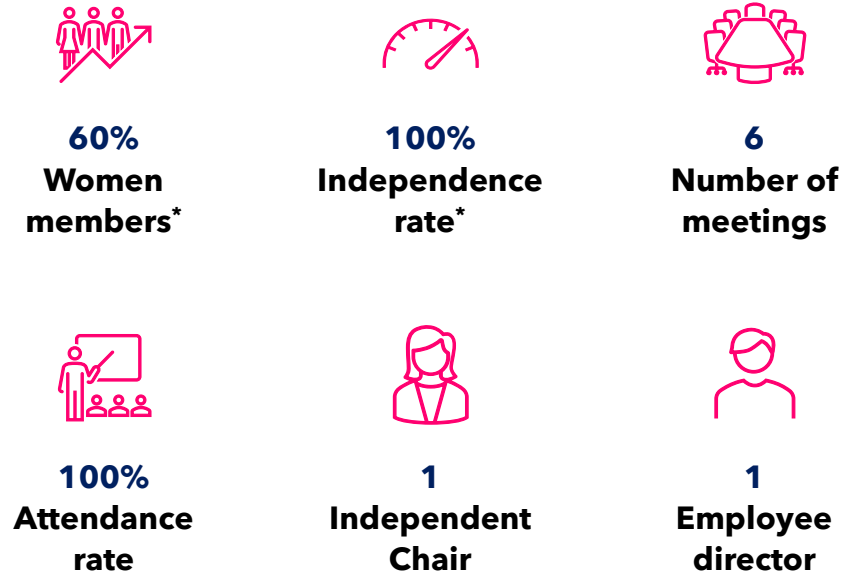 60%
Women
members*
100%
Independence
rate*
6
Number of
meetings
100%
Attendance
rate
1
Independent
Chair
1
Employee
director